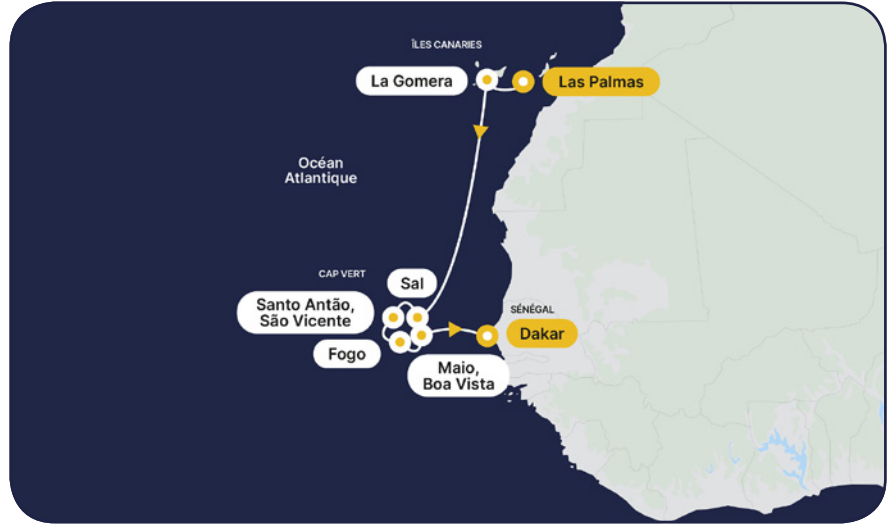 ÎLES CANARIES
La Gomera
Las Palmas
Océan
Atlantique
CAP VERT
Sal
Santo Antão,
São Vicente
SÉNÉGAL
Dakar
Fogo
Maio,
Boa Vista